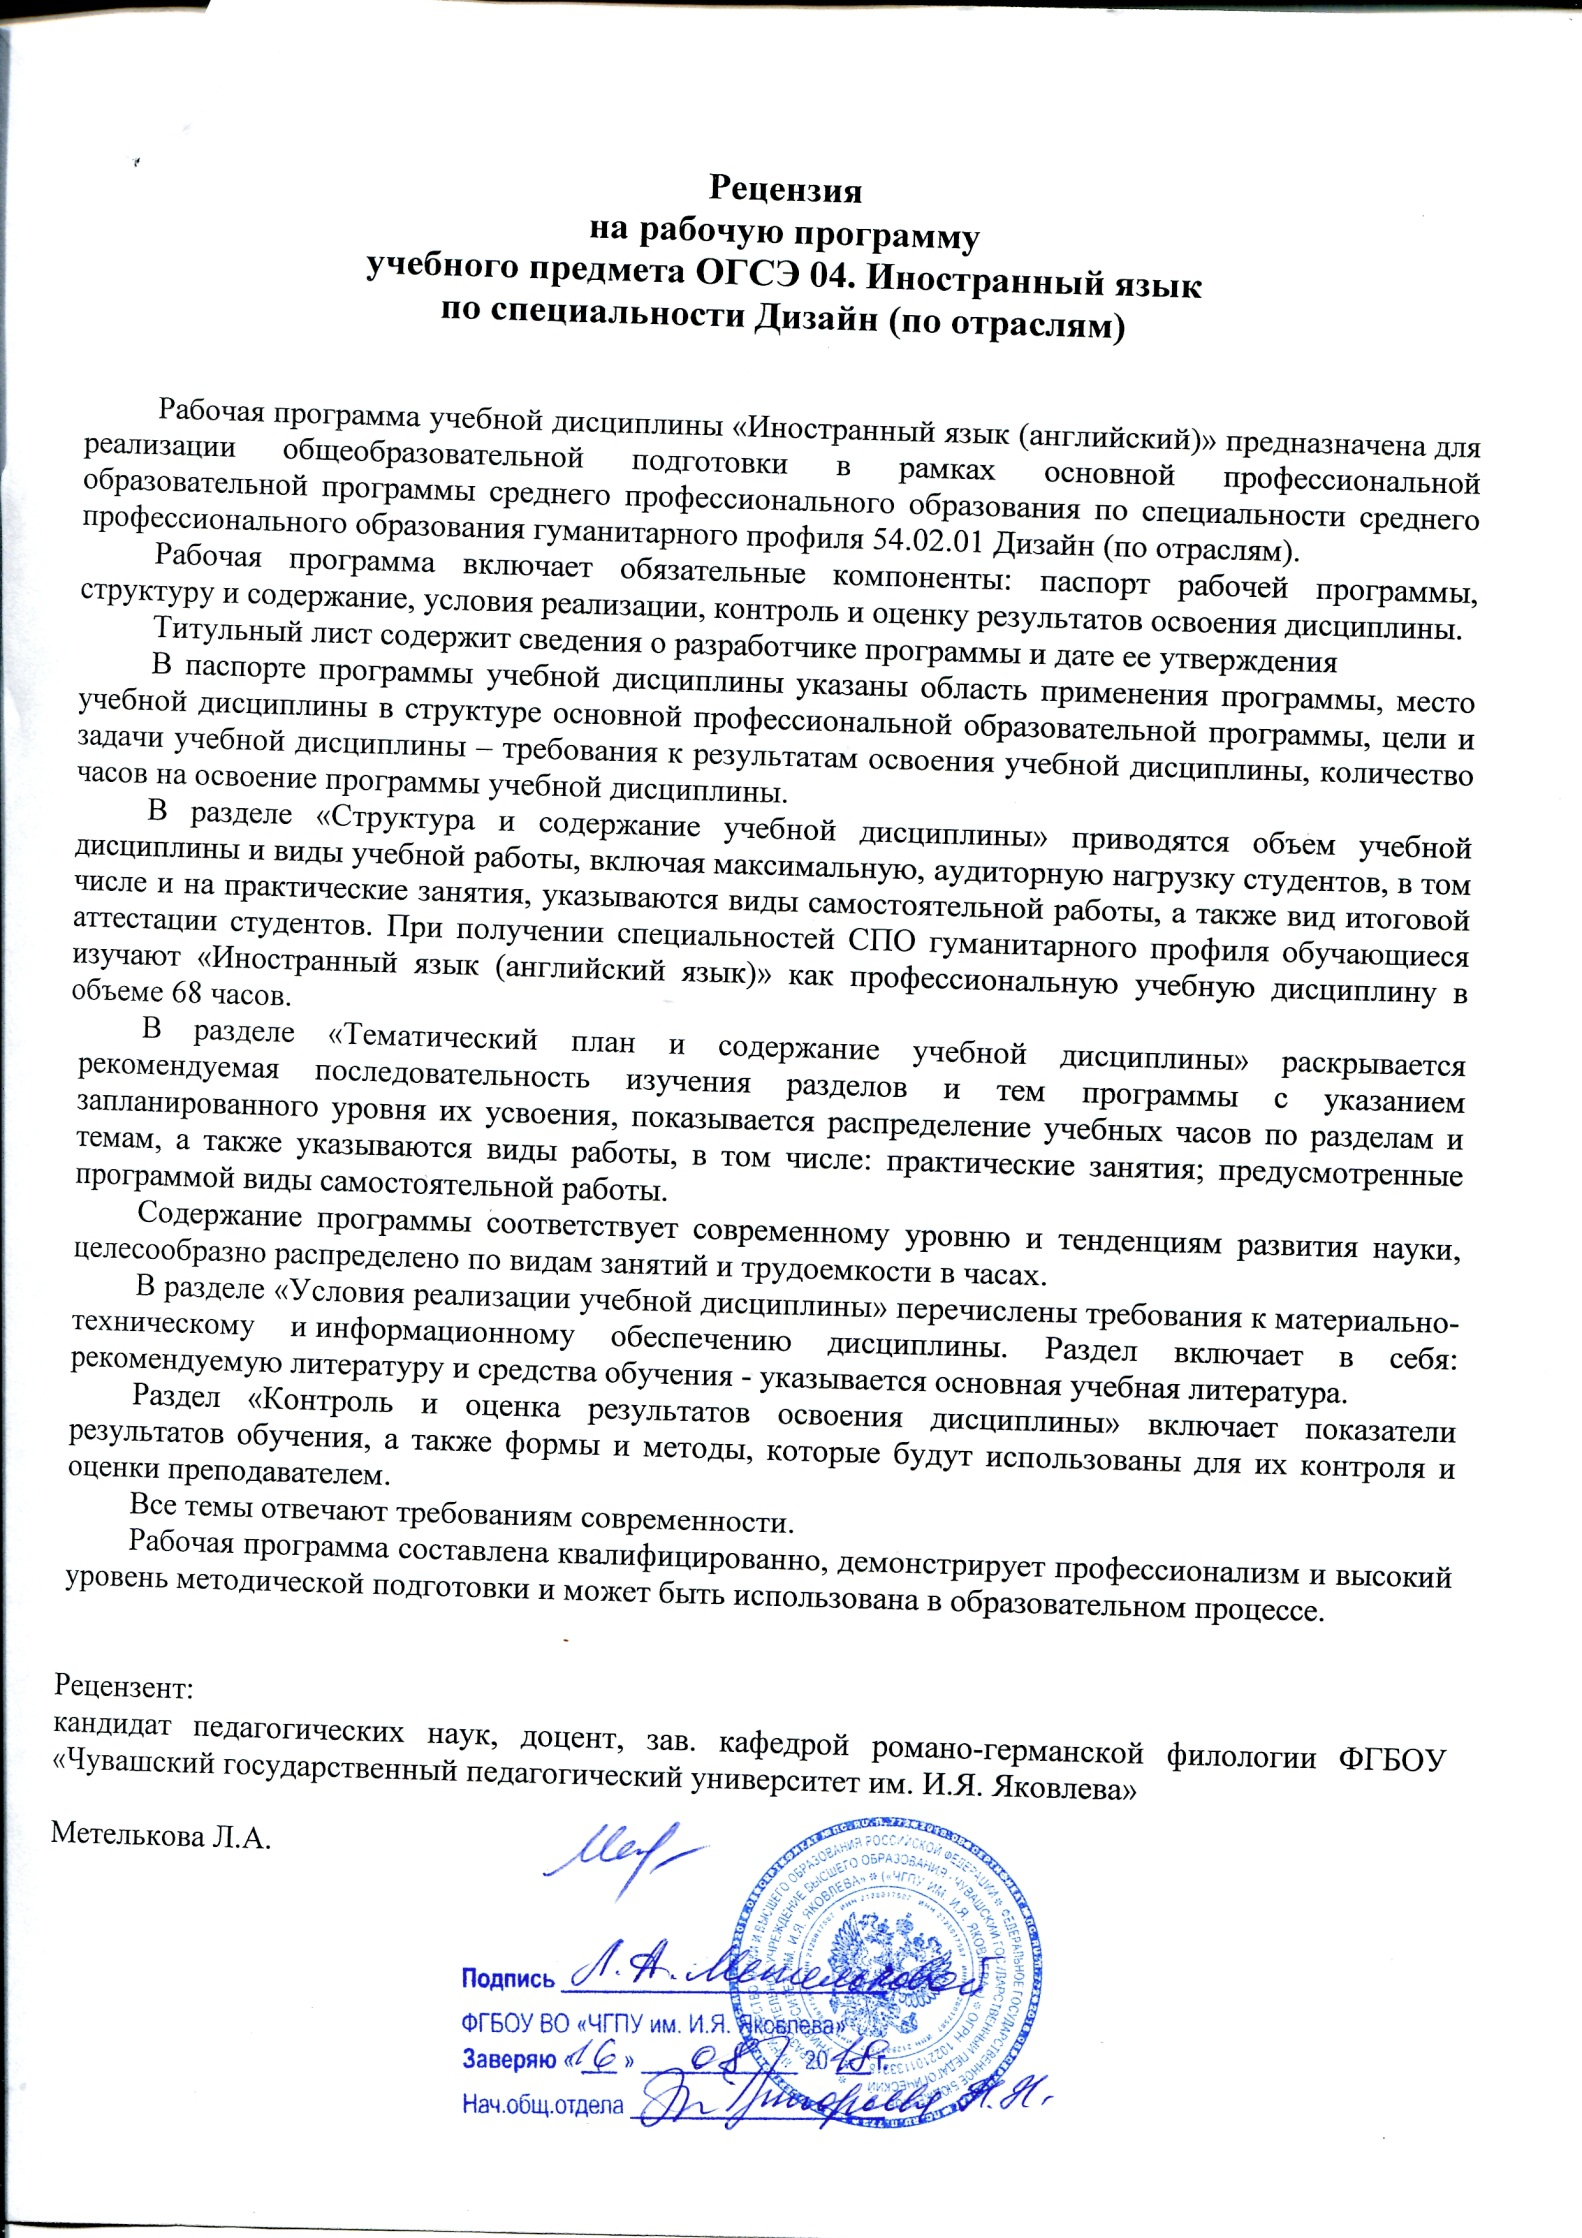 Рецензия
на рабочую программу
учебного предмета ОГСЭ 04. Иностранный язык
по специальности Дизайн (по отраслям)
Рабочая программа учебной дисциплины «Иностранный язык (английский)» предназначена для
реализации общеобразовательной подготовки в рамках основной профессиональной
образовательной программы среднего профессионального образования по специальности среднего
профессионального образования гуманитарного профиля 54.02.01 Дизайн (по отраслям).
Рабочая программа включает обязательные компоненты: паспорт рабочей программы,
структуру и содержание, условия реализации, контроль и оценку результатов освоения дисциплины.
Титульный лист содержит сведения о разработчике программы и дате ее утверждения
В паспорте программы учебной дисциплины указаны область применения программы, место
учебной дисциплины в структуре основной профессиональной образовательной программы, цели и
задачи учебной дисциплины – требования к результатам освоения учебной дисциплины, количество
часов на освоение программы учебной дисциплины.
В разделе «Структура и содержание учебной дисциплины» приводятся объем учебной
дисциплины и виды учебной работы, включая максимальную, аудиторную нагрузку студентов, в том
числе и на практические занятия, указываются виды самостоятельной работы, а также вид итоговой
аттестации студентов. При получении специальностей СПО гуманитарного профиля обучающиеся
изучают «Иностранный язык (английский язык)» как профессиональную учебную дисциплину в
объеме 68 часов.
В разделе «Тематический план и содержание учебной дисциплины» раскрывается
рекомендуемая последовательность изучения разделов и тем программы с указанием
запланированного уровня их усвоения, показывается распределение учебных часов по разделам и
темам, а также указываются виды работы, в том числе: практические занятия; предусмотренные
программой виды самостоятельной работы.
Содержание программы соответствует современному уровню и тенденциям развития науки,
целесообразно распределено по видам занятий и трудоемкости в часах.
В разделе «Условия реализации учебной дисциплины» перечислены требования к материально-
техническому и информационному обеспечению дисциплины. Раздел включает в себя:
рекомендуемую литературу и средства обучения - указывается основная учебная литература.
Раздел «Контроль и оценка результатов освоения дисциплины» включает показатели
результатов обучения, а также формы и методы, которые будут использованы для их контроля и
оценки преподавателем.
Все темы отвечают требованиям современности.
Рабочая программа составлена квалифицированно, демонстрирует профессионализм и высокий
уровень методической подготовки и может быть использована в образовательном процессе.
Рецензент:
кандидат педагогических наук, доцент, зав. кафедрой романо-германской филологии ФГБОУ
«Чувашский государственный педагогический университет им. И.Я. Яковлева»
Метелькова Л.А.
Подпись Л.А. Метельковой
ФГБОУ ВО «ЧГПУ им. И.Я. Яковлева»
Заверяю «16» 08 2018 г.
Нач.общ.отдела